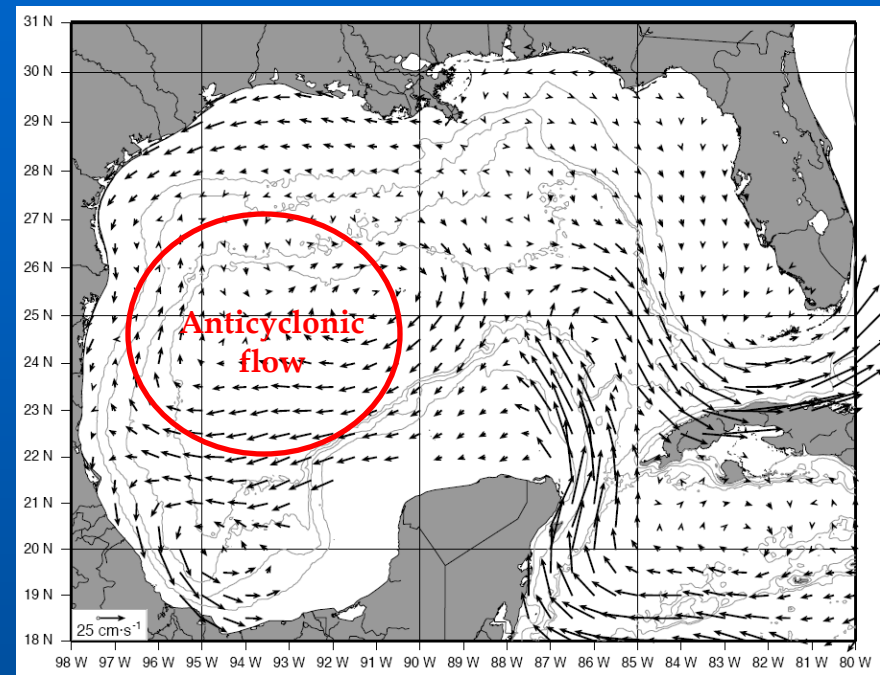 31 N
30 N
29 N
28 N
27 N
26 N
25 N
24 N
23 N
22 N
21 N
20 N
19 N
18 N
Anticyclonic
flow
25 cm·s⁻¹
98 W 97 W 96 W 95 W 94 W 93 W 92 W 91 W 90 W 89 W 88 W 87 W 86 W 85 W 84 W 83 W 82 W 81 W 80 W